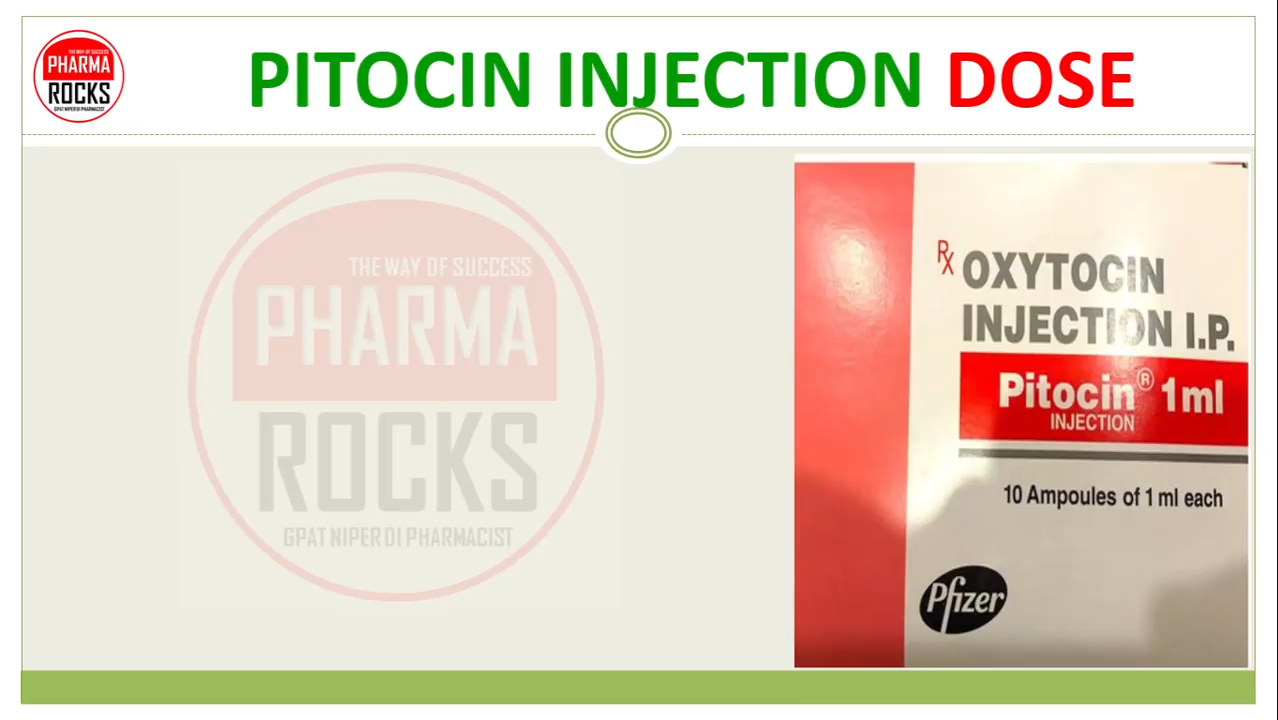 THE WAY OF SUCCESS
PHARMA
ROCKS
GPAT NIPER DI PHARMACIST
PITOCIN INJECTION DOSE
THE WAY OF SUCCESS
PHARMA
ROCKS
GPAT NIPER DI PHARMACIST
Rx OXYTOCIN
INJECTION I.P.
Pitocin® 1ml
INJECTION
10 Ampoules of 1 ml each
Pfizer